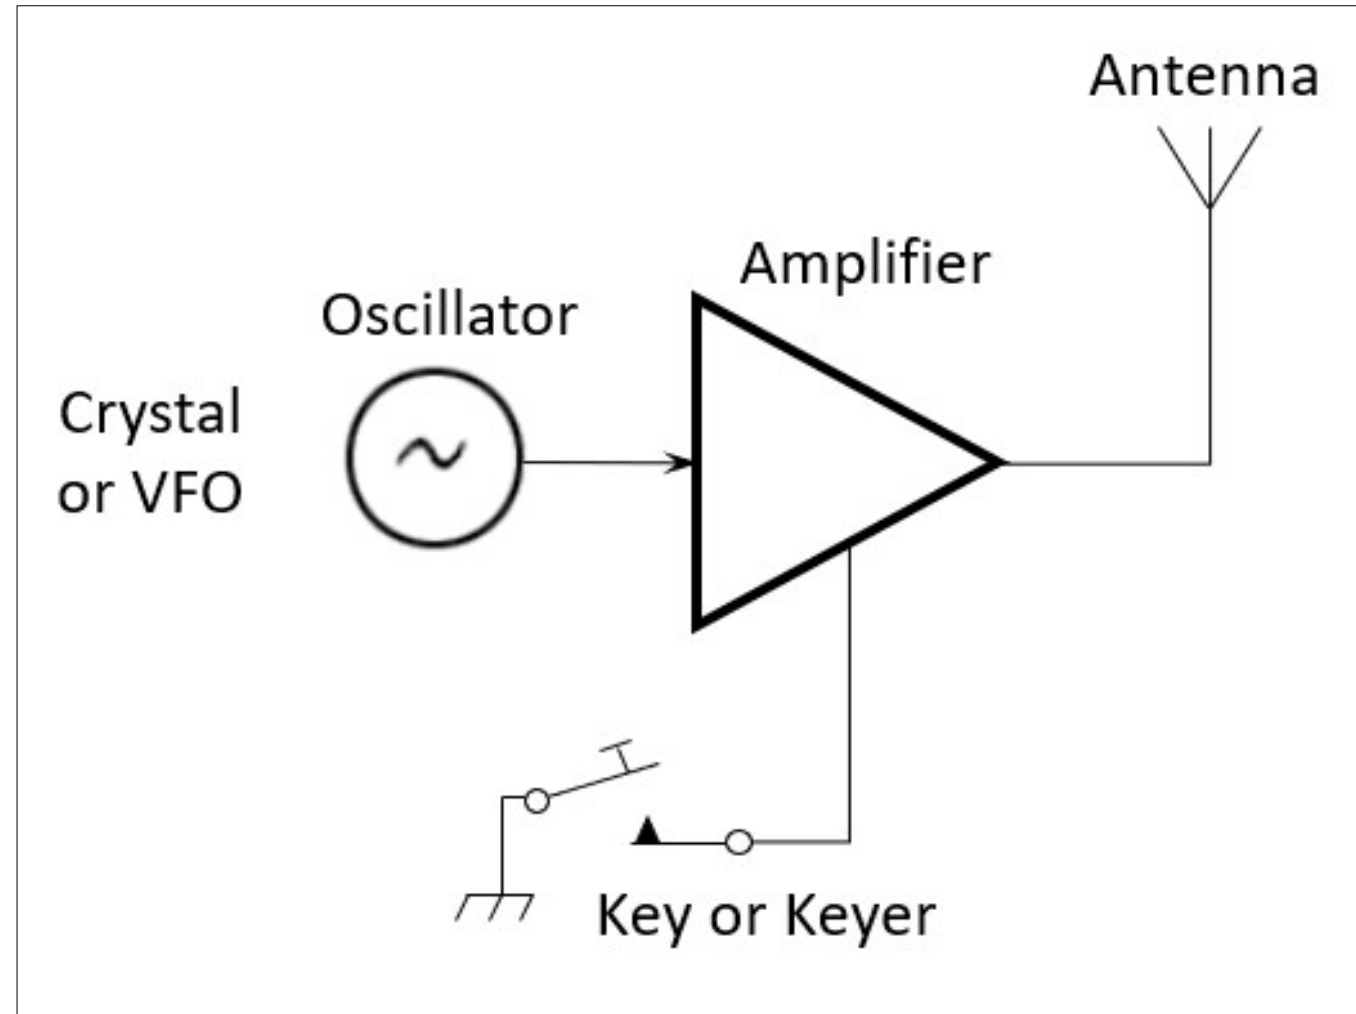 Antenna
Amplifier
Oscillator
Crystal
or VFO
Key or Keyer